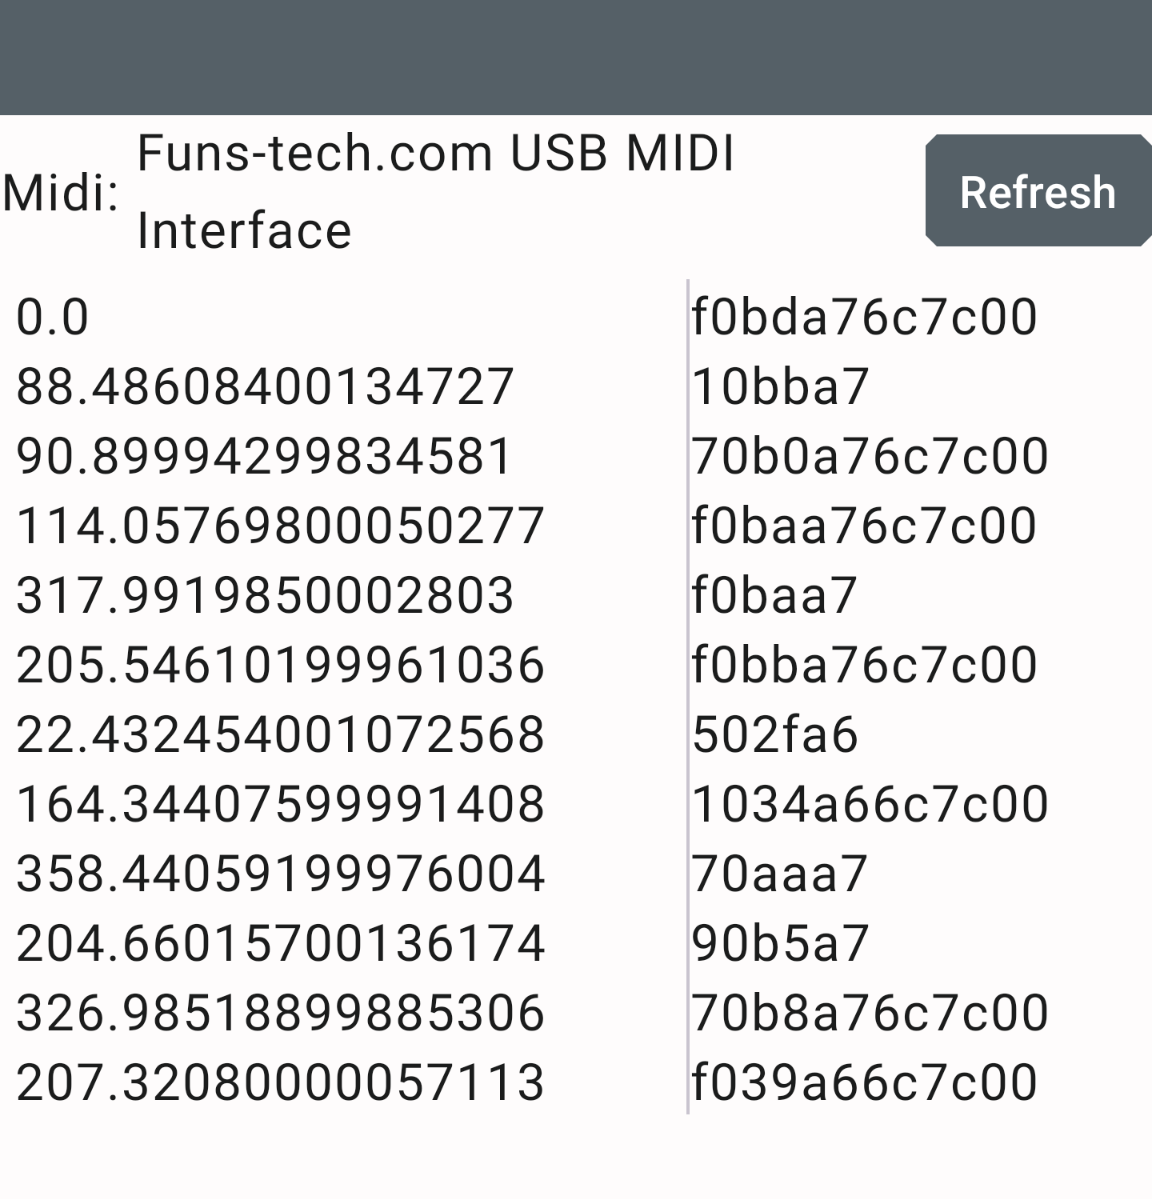 Midi:
Funs-tech.com USB MIDI
Interface
Refresh
0.0 f0bda76c7c00
88.48608400134727 10bba7
90.89994299834581 70b0a76c7c00
114.05769800050277 f0baa76c7c00
317.9919850002803 f0baa7
205.54610199961036 f0bba76c7c00
22.432454001072568 502fa6
164.34407599991408 1034a66c7c00
358.44059199976004 70aaa7
204.66015700136174 90b5a7
326.98518899885306 70b8a76c7c00
207.32080000057113 f039a66c7c00